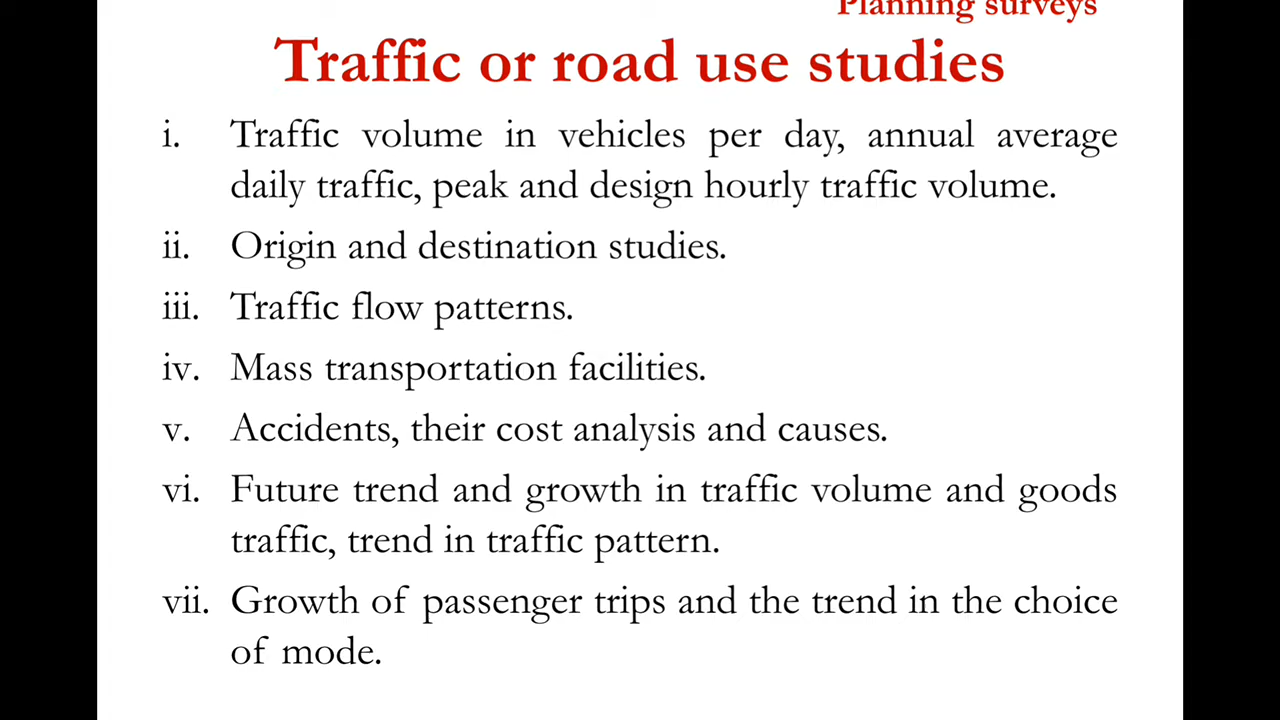 Planning surveys
Traffic or road use studies
i. Traffic volume in vehicles per day, annual average
daily traffic, peak and design hourly traffic volume.
ii. Origin and destination studies.
iii. Traffic flow patterns.
iv. Mass transportation facilities.
v. Accidents, their cost analysis and causes.
vi. Future trend and growth in traffic volume and goods
traffic, trend in traffic pattern.
vii. Growth of passenger trips and the trend in the choice
of mode.